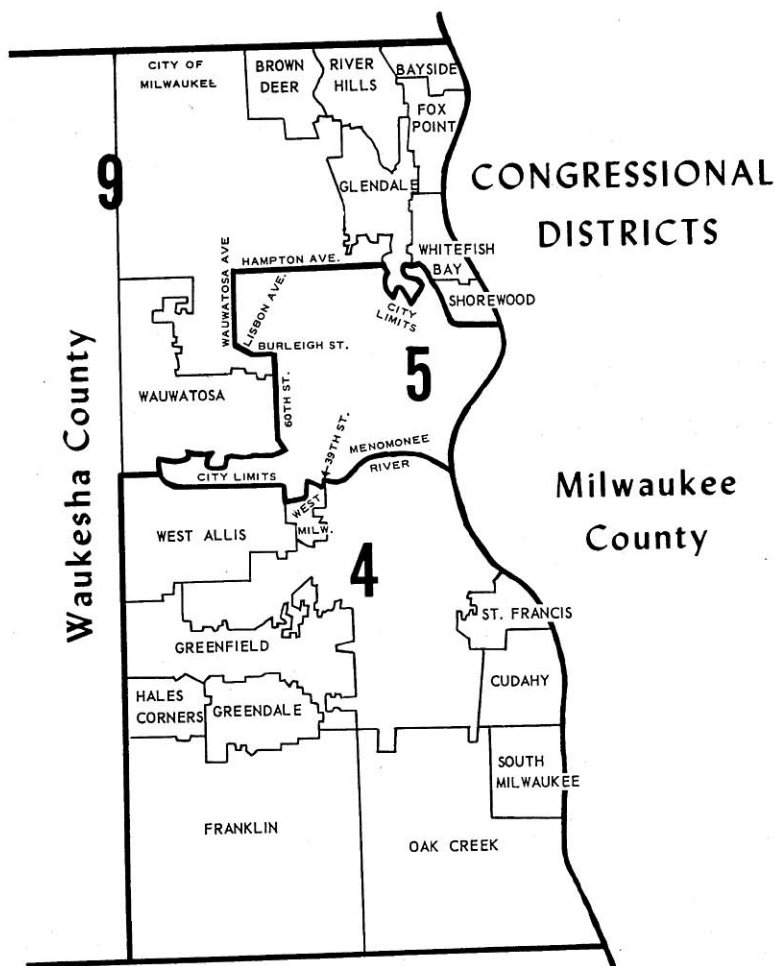 CITY OF
MILWAUKEE
BROWN
DEER
RIVER
HILLS
BAYSIDE
FOX
POINT
9
GLENDALE
CONGRESSIONAL
DISTRICTS
WAUWATOSA AVE
HAMPTON AVE.
WHITEFISH
BAY
LISBON AVE.
CITY
LIMITS
SHOREWOOD
BURLEIGH ST.
5
WAUWATOSA
60TH ST.
39TH ST.
MENOMONEE
RIVER
Waukesha County
CITY LIMITS
WEST
MILW.
Milwaukee
County
WEST ALLIS
4
ST. FRANCIS
GREENFIELD
CUDAHY
HALES
CORNERS
GREENDALE
SOUTH
MILWAUKEE
FRANKLIN
OAK CREEK